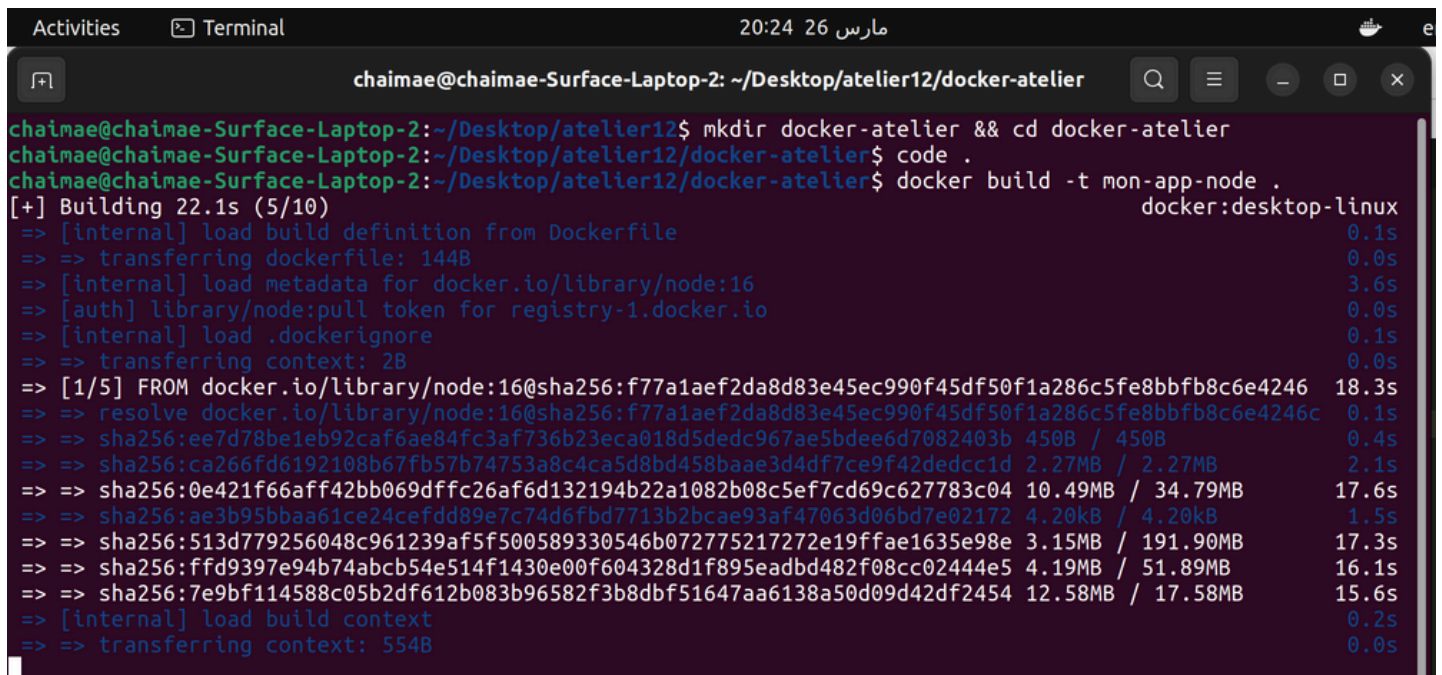 Activities Terminal 20:24 26 مارس
chaimae@chaimae-Surface-Laptop-2: ~/Desktop/atelier12/docker-atelier
chaimae@chaimae-Surface-Laptop-2:~/Desktop/atelier12$ mkdir docker-atelier && cd docker-atelier
chaimae@chaimae-Surface-Laptop-2:~/Desktop/atelier12/docker-atelier$ code .
chaimae@chaimae-Surface-Laptop-2:~/Desktop/atelier12/docker-atelier$ docker build -t mon-app-node .
[+] Building 22.1s (5/10) docker:desktop-linux
=> [internal] load build definition from Dockerfile 0.1s
=> => transferring dockerfile: 144B 0.0s
=> [internal] load metadata for docker.io/library/node:16 3.6s
=> [auth] library/node:pull token for registry-1.docker.io 0.0s
=> [internal] load .dockerignore 0.1s
=> => transferring context: 2B 0.0s
=> [1/5] FROM docker.io/library/node:16@sha256:f77a1aef2da8d83e45ec990f45df50f1a286c5fe8bbfb8c6e4246 18.3s
=> => resolve docker.io/library/node:16@sha256:f77a1aef2da8d83e45ec990f45df50f1a286c5fe8bbfb8c6e4246c 0.1s
=> => sha256:ee7d78be1eb92caf6ae84fc3af736b23eca018d5dedc967ae5bdee6d7082403b 450B / 450B 0.4s
=> => sha256:ca266fd6192108b67fb57b74753a8c4ca5d8bd458baae3d4df7ce9f42dedcc1d 2.27MB / 2.27MB 2.1s
=> => sha256:0e421f66aff42bb069dffc26af6d132194b22a1082b08c5ef7cd69c627783c04 10.49MB / 34.79MB 17.6s
=> => sha256:ae3b95bbaa61ce24cefdd89e7c74d6fbd7713b2bcae93af47063d06bd7e02172 4.20kB / 4.20kB 1.5s
=> => sha256:513d779256048c961239af5f500589330546b072775217272e19ffae1635e98e 3.15MB / 191.90MB 17.3s
=> => sha256:ffd9397e94b74abcb54e514f1430e00f604328d1f895eadbd482f08cc02444e5 4.19MB / 51.89MB 16.1s
=> => sha256:7e9bf114588c05b2df612b083b96582f3b8dbf51647aa6138a50d09d42df2454 12.58MB / 17.58MB 15.6s
=> [internal] load build context 0.2s
=> => transferring context: 554B 0.0s